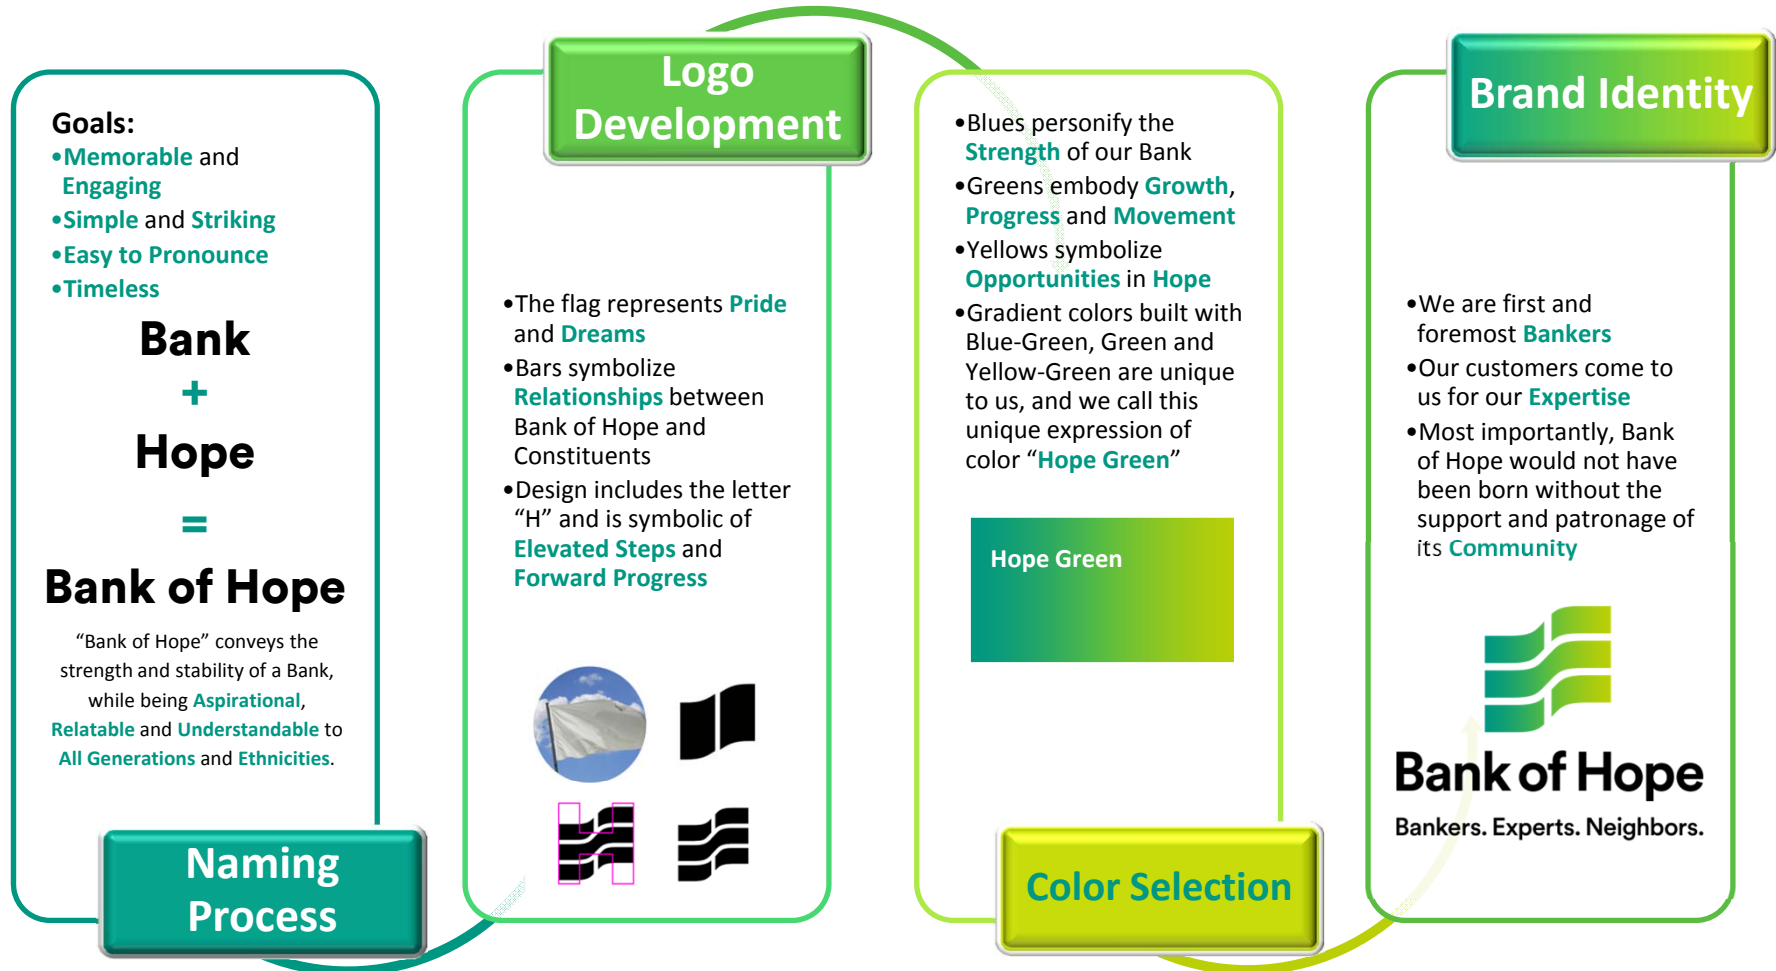 Goals:
•Memorable and
Engaging
•Simple and Striking
•Easy to Pronounce
•Timeless
Bank
+
Hope
=
Bank of Hope
“Bank of Hope” conveys the
strength and stability of a Bank,
while being Aspirational,
Relatable and Understandable to
All Generations and Ethnicities.
Naming
Process
Logo
Development
•The flag represents Pride
and Dreams
•Bars symbolize
Relationships between
Bank of Hope and
Constituents
•Design includes the letter
“H” and is symbolic of
Elevated Steps and
Forward Progress
•Blues personify the
Strength of our Bank
•Greens embody Growth,
Progress and Movement
•Yellows symbolize
Opportunities in Hope
•Gradient colors built with
Blue-Green, Green and
Yellow-Green are unique
to us, and we call this
unique expression of
color “Hope Green”
Hope Green
Color Selection
Brand Identity
•We are first and
foremost Bankers
•Our customers come to
us for our Expertise
•Most importantly, Bank
of Hope would not have
been born without the
support and patronage of
its Community
Bank of Hope
Bankers. Experts. Neighbors.